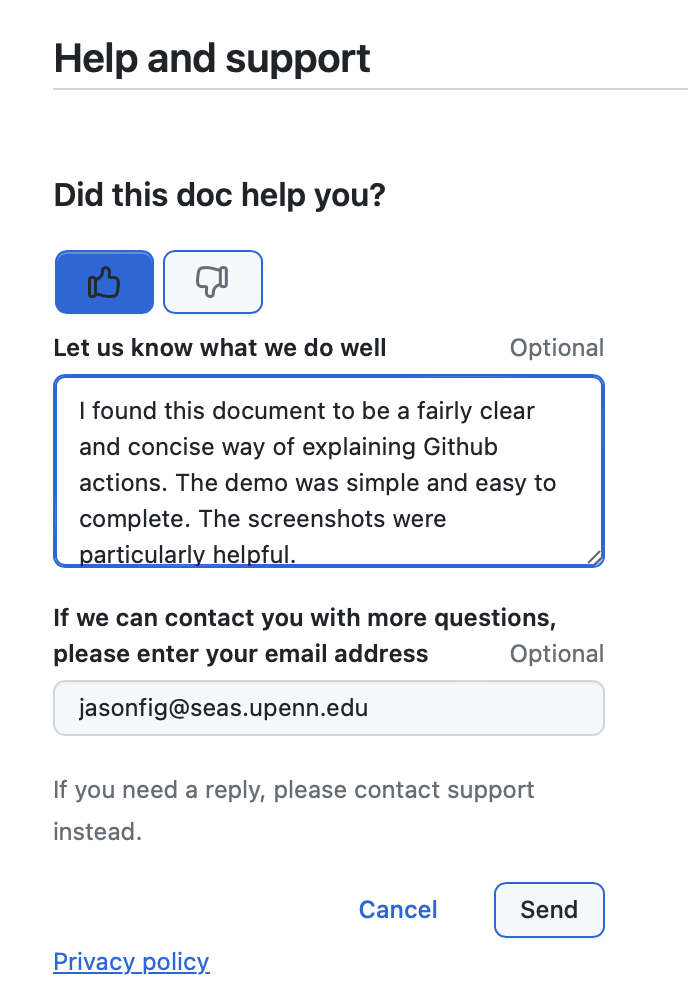 Help and support
Did this doc help you?
Let us know what we do well Optional
I found this document to be a fairly clear
and concise way of explaining Github
actions. The demo was simple and easy to
complete. The screenshots were
particularly helpful.
If we can contact you with more questions,
please enter your email address Optional
jasonfig@seas.upenn.edu
If you need a reply, please contact support
instead.
Cancel Send
Privacy policy